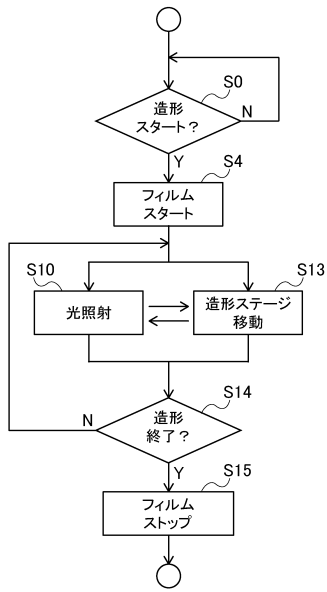 S0
造形
スタート？
N
Y
S4
フィルム
スタート
S10
光照射
S13
造形ステージ
移動
S14
造形
終了？
N
Y
S15
フィルム
ストップ